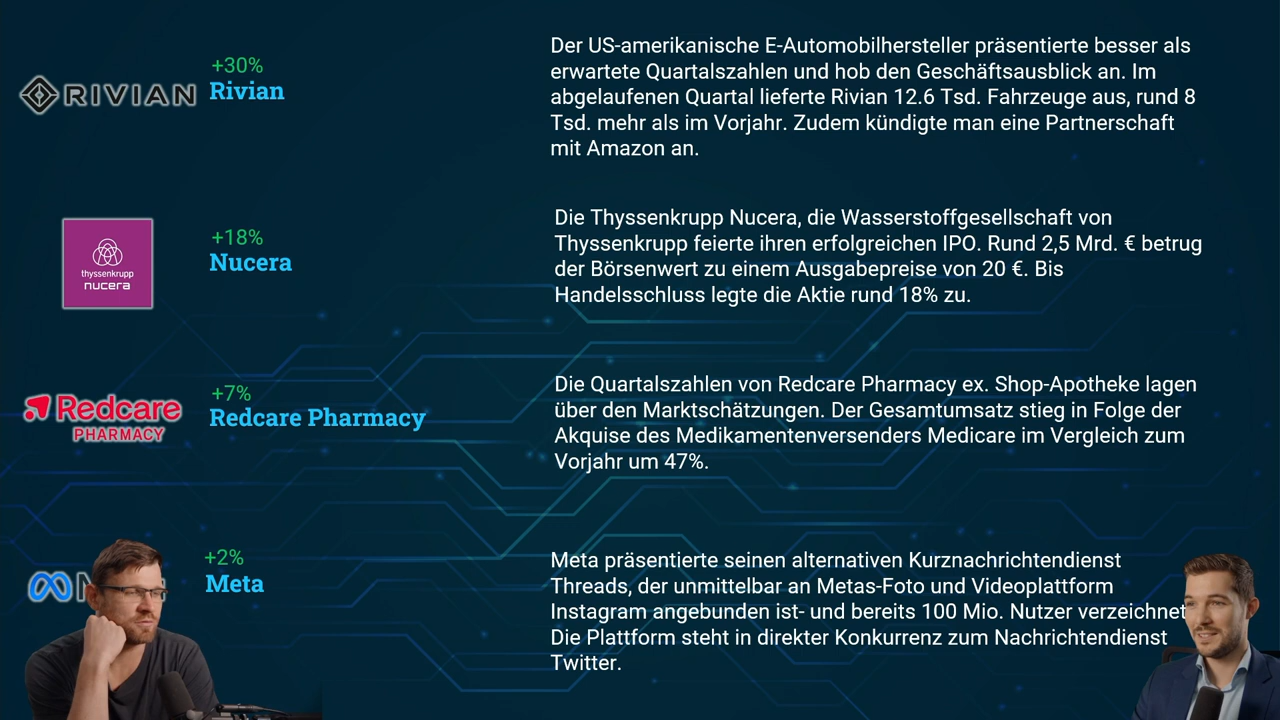 RIVIAN
+30%
Rivian
Der US-amerikanische E-Automobilhersteller präsentierte besser als
erwartete Quartalszahlen und hob den Geschäftsausblick an. Im
abgelaufenen Quartal lieferte Rivian 12.6 Tsd. Fahrzeuge aus, rund 8
Tsd. mehr als im Vorjahr. Zudem kündigte man eine Partnerschaft
mit Amazon an.
thyssenkrupp
nucera
+18%
Nucera
Die Thyssenkrupp Nucera, die Wasserstoffgesellschaft von
Thyssenkrupp feierte ihren erfolgreichen IPO. Rund 2,5 Mrd. € betrug
der Börsenwert zu einem Ausgabepreise von 20 €. Bis
Handelsschluss legte die Aktie rund 18% zu.
Redcare
PHARMACY
+7%
Redcare Pharmacy
Die Quartalszahlen von Redcare Pharmacy ex. Shop-Apotheke lagen
über den Marktschätzungen. Der Gesamtumsatz stieg in Folge der
Akquise des Medikamentenversenders Medicare im Vergleich zum
Vorjahr um 47%.
+2%
Meta
Meta präsentierte seinen alternativen Kurznachrichtendienst
Threads, der unmittelbar an Metas-Foto und Videoplattform
Instagram angebunden ist- und bereits 100 Mio. Nutzer verzeichnet
Die Plattform steht in direkter Konkurrenz zum Nachrichtendienst
Twitter.